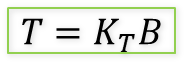 T = K_T B